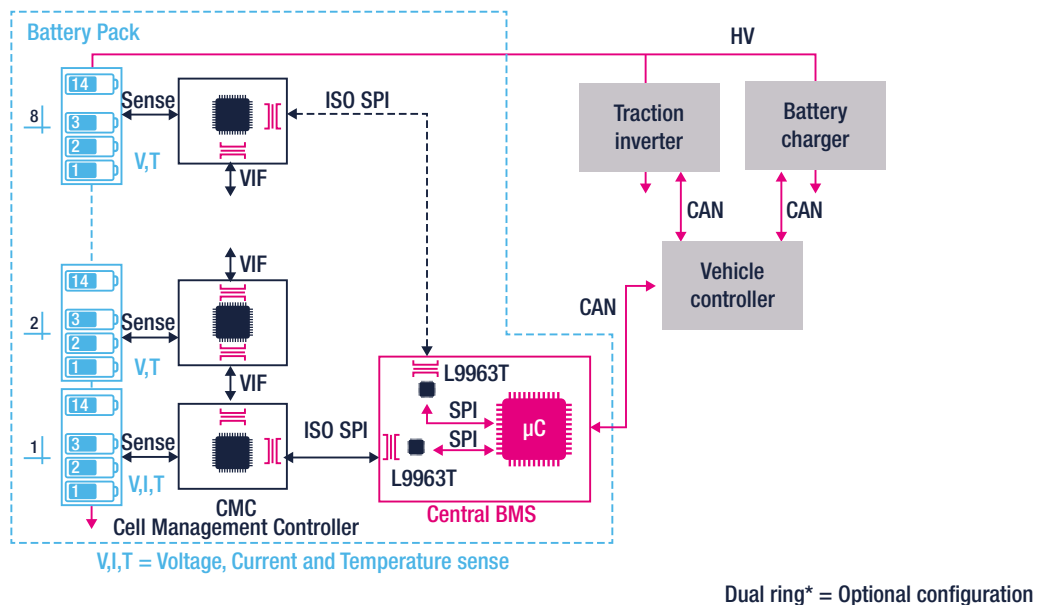 Battery Pack
HV
14
3
2
1
8
Sense
V,T
VIF
ISO SPI
Traction
inverter
Battery
charger
CAN
CAN
Vehicle
controller
CAN
VIF
14
3
2
1
2
Sense
V,T
VIF
14
3
2
1
1
Sense
V,I,T
ISO SPI
L9963T
SPI
SPI
µC
L9963T
Central BMS
CMC
Cell Management Controller
V,I,T = Voltage, Current and Temperature sense
Dual ring* = Optional configuration